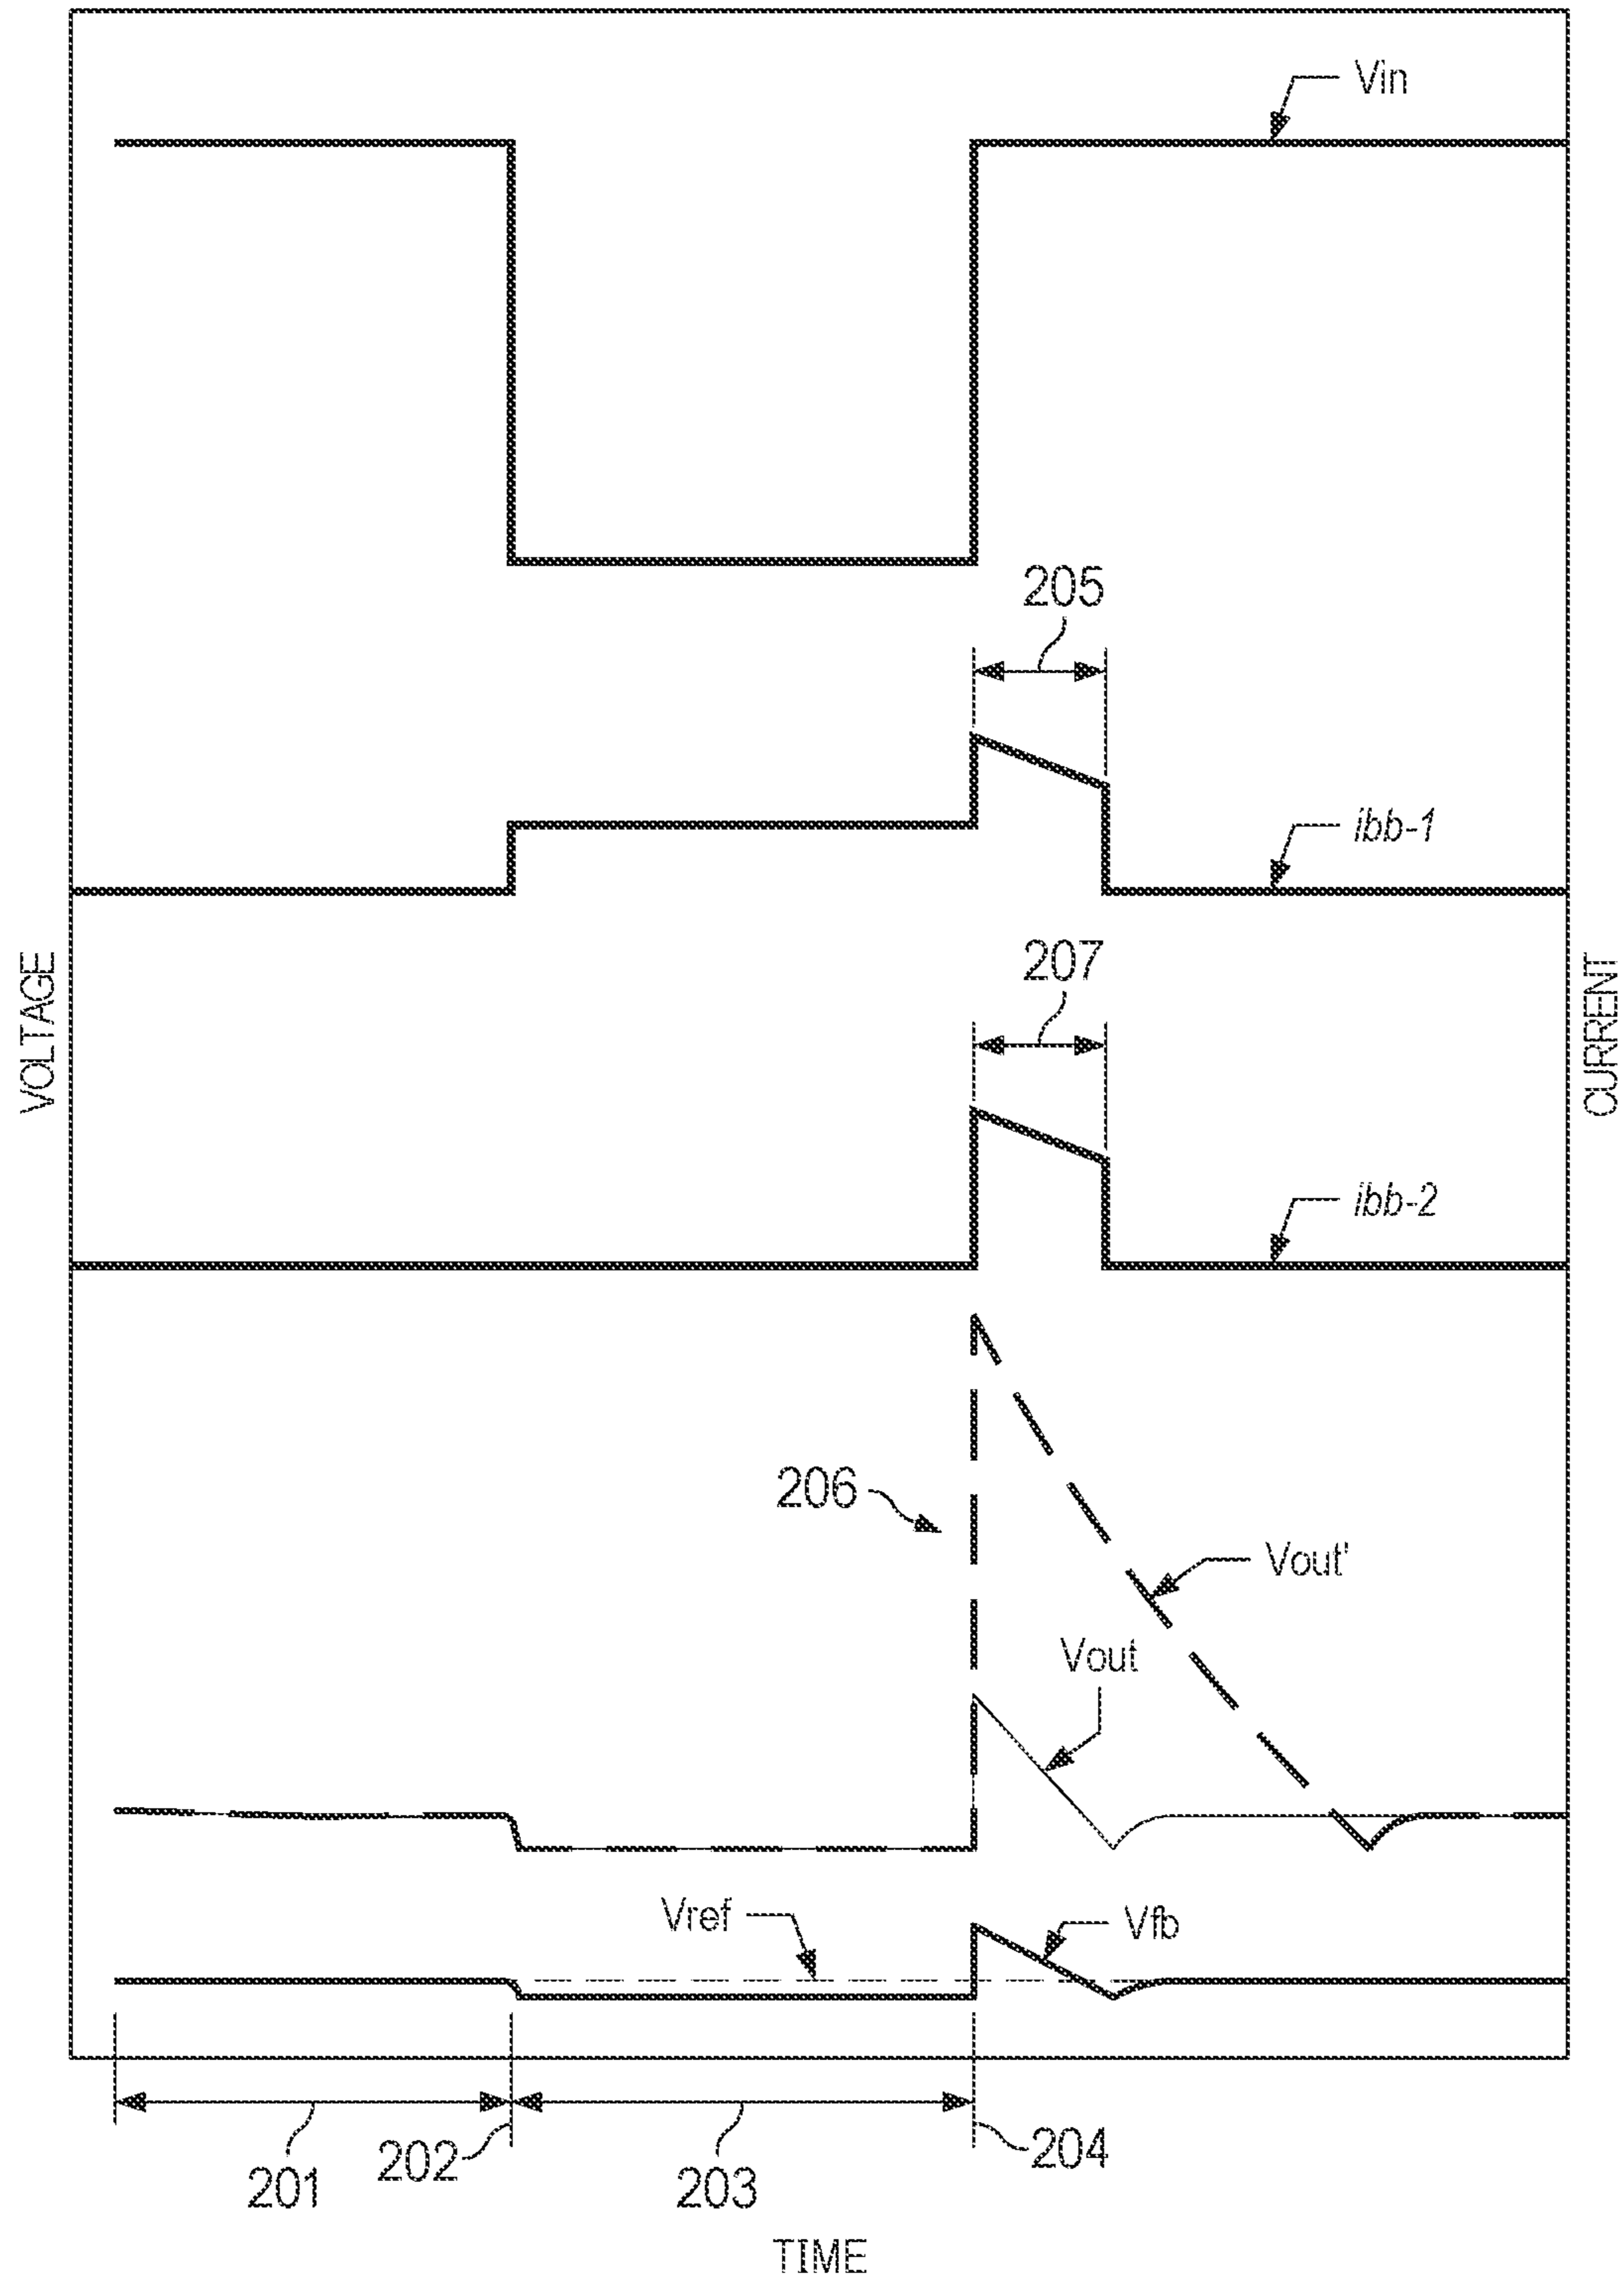 Vin
205
ibb-1
VOLTAGE
207
CURRENT
ibb-2
206
Vout'
Vout
Vref
Vfb
201
202
203
204
TIME